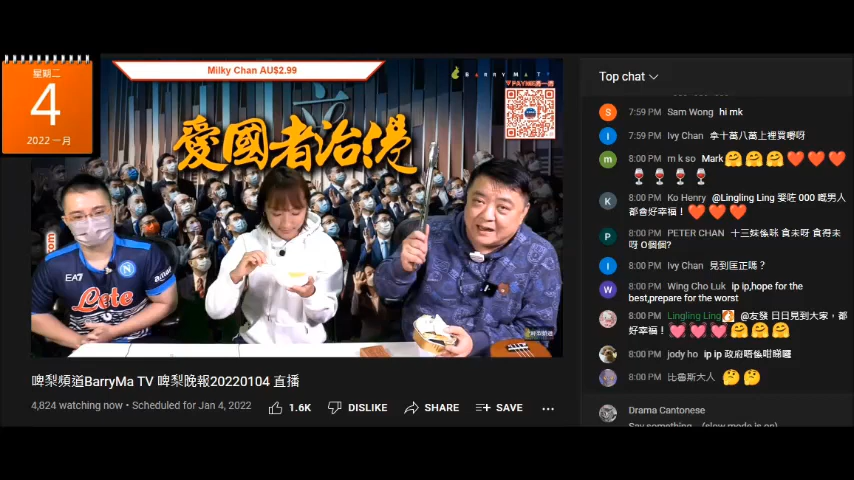 星期二
4
2022 一月
Milky Chan AU$2.99
BARRYMATV
愛國者治港
EA7
Lete
N
啤梨頻道BarryMa TV 啤梨晚報20220104 直播
4,824 watching now • Scheduled for Jan 4, 2022
1.6K
DISLIKE
SHARE
SAVE
Top chat
S
7:59 PM Sam Wong hi mk
I
7:59 PM Ivy Chan 拿十萬八萬上裡買嘢呀
m
8:00 PM m k so Mark
K
8:00 PM Ko Henry @Lingling Ling 娶咗 000 嘅男人
都會好幸福！
P
8:00 PM PETER CHAN 十三妹係咪 食未呀 食得未
呀 O個個?
I
8:00 PM Ivy Chan 見到匡正嗎？
W
8:00 PM Wing Cho Luk ip ip,hope for the
best,prepare for the worst
8:00 PM Lingling Ling @友發 日日見到大家，都
好幸福！
8:00 PM jody ho ip ip 政府唔係咁睇囉
8:00 PM 比魯斯大人
Drama Cantonese
Say something... (slow mode is on)